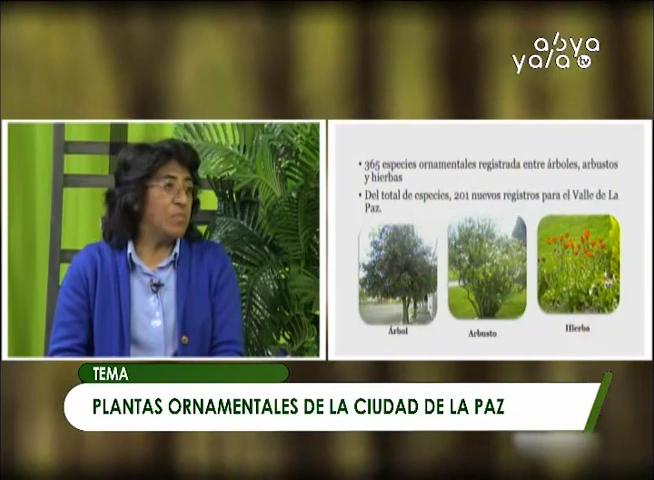 abya
yala tv
• 365 especies ornamentales registrada entre árboles, arbustos
y hierbas
• Del total de especies, 201 nuevos registros para el Valle de La
Paz.
Árbol
Arbusto
Hierba
TEMA
PLANTAS ORNAMENTALES DE LA CIUDAD DE LA PAZ